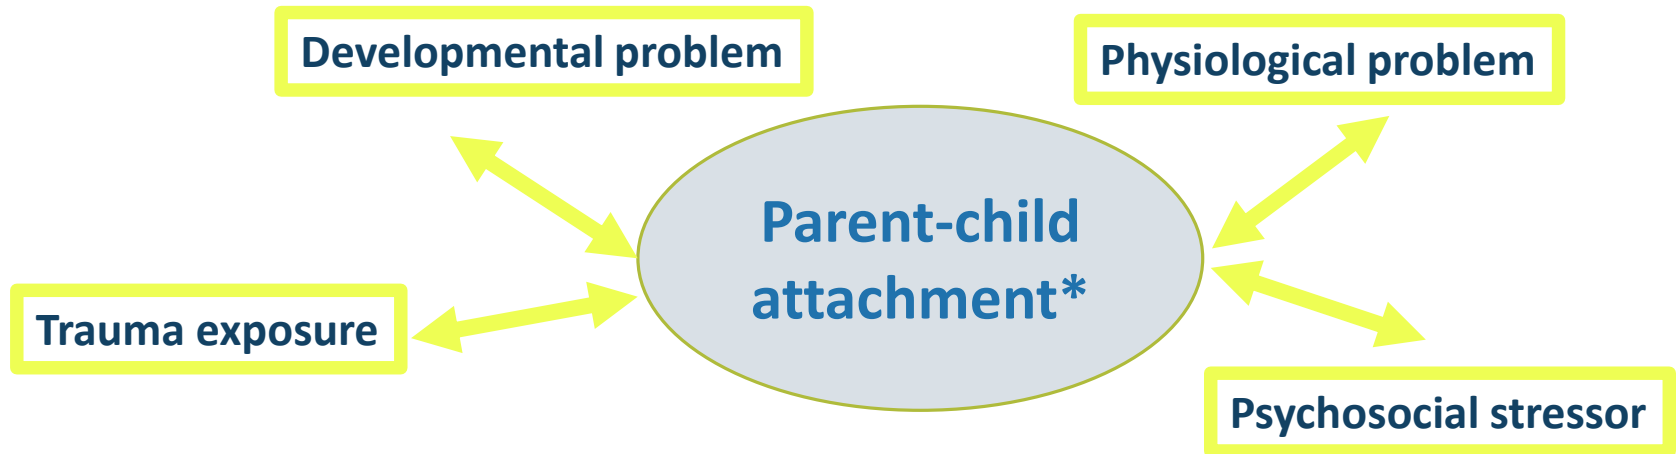 Developmental problem
Physiological problem
Parent-child
attachment*
Trauma exposure
Psychosocial stressor